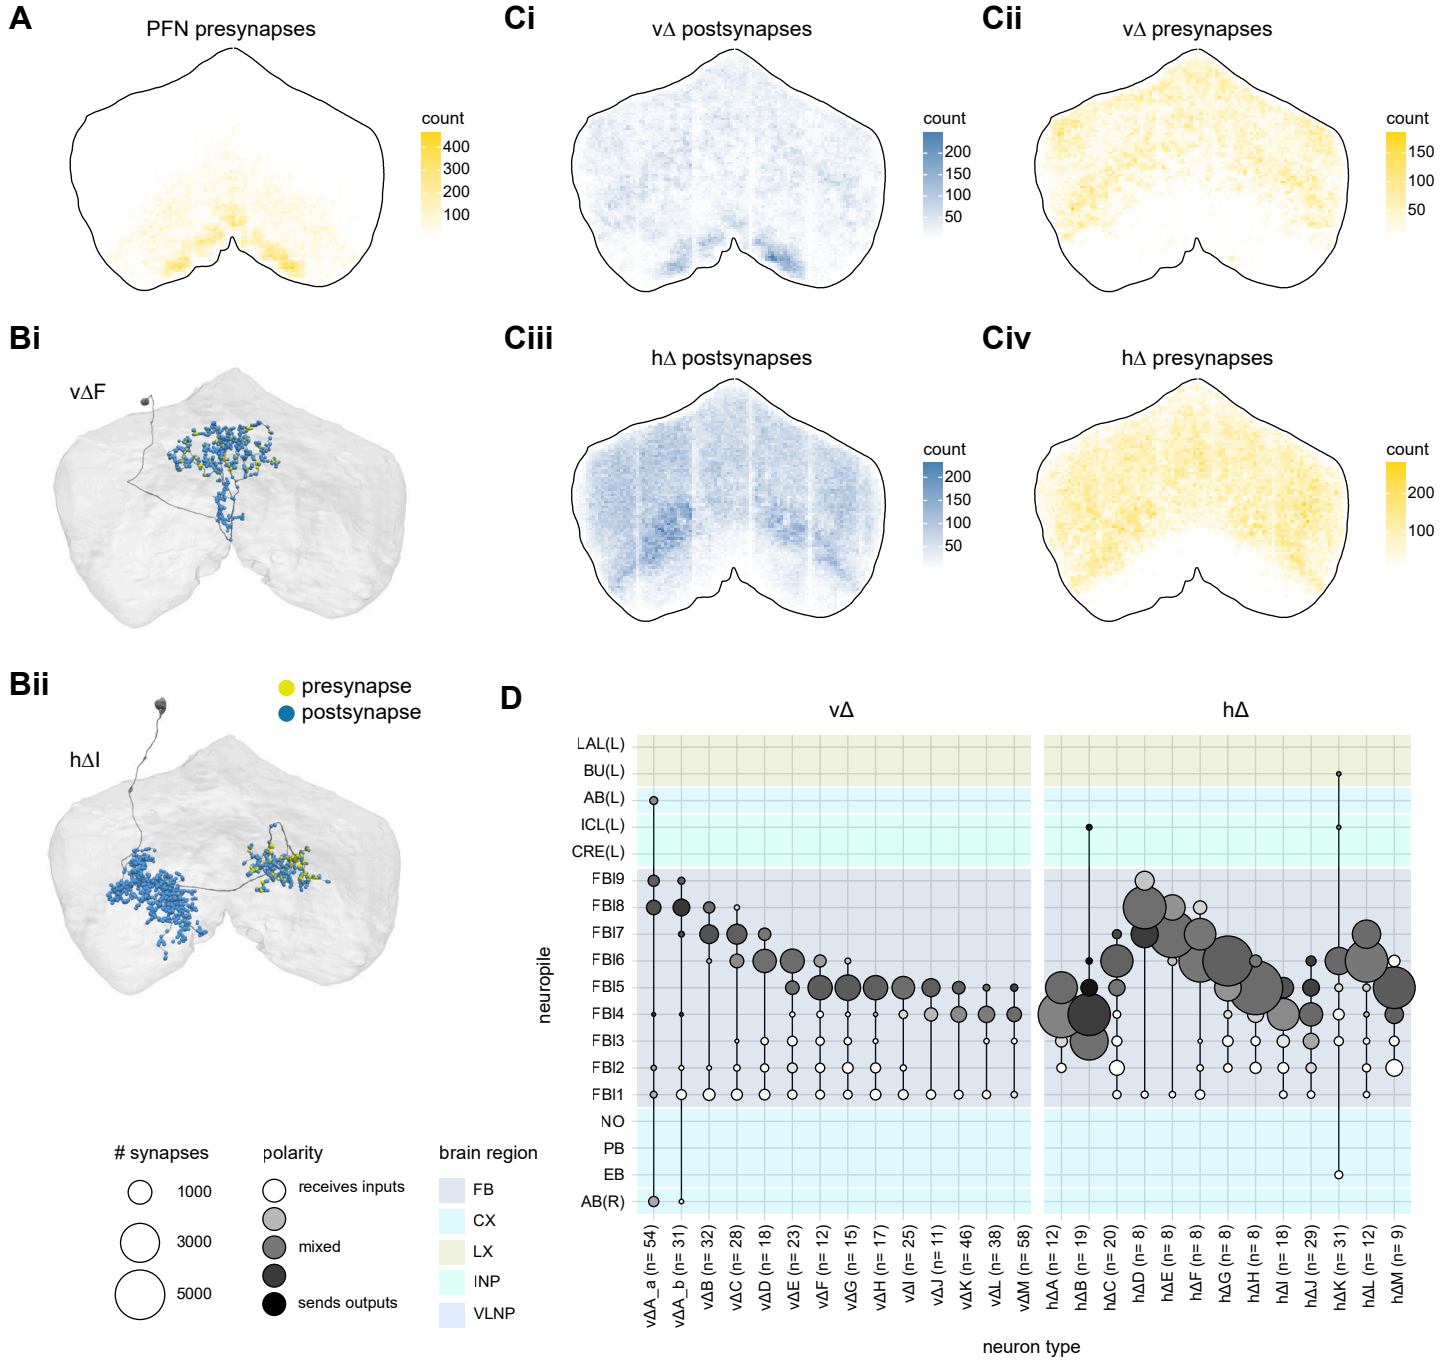 A
PFN presynapses
count
400
300
200
100
Ci
vΔ postsynapses
count
200
150
100
50
Cii
vΔ presynapses
count
150
100
50
Bi
vΔF
Ciii
hΔ postsynapses
count
200
150
100
50
Civ
hΔ presynapses
count
200
100
Bii
hΔI
presynapse
postsynapse
D
vΔ
hΔ
neuropile
LAL(L)
BU(L)
AB(L)
ICL(L)
CRE(L)
FBl9
FBl8
FBl7
FBl6
FBl5
FBl4
FBl3
FBl2
FBl1
NO
PB
EB
AB(R)
vΔA_a (n= 54)
vΔA_b (n= 31)
vΔB (n= 32)
vΔC (n= 28)
vΔD (n= 18)
vΔE (n= 23)
vΔF (n= 12)
vΔG (n= 15)
vΔH (n= 17)
vΔI (n= 25)
vΔJ (n= 11)
vΔK (n= 46)
vΔL (n= 38)
vΔM (n= 58)
hΔA (n= 12)
hΔB (n= 19)
hΔC (n= 20)
hΔD (n= 8)
hΔE (n= 8)
hΔF (n= 8)
hΔG (n= 8)
hΔH (n= 8)
hΔI (n= 18)
hΔJ (n= 29)
hΔK (n= 31)
hΔL (n= 12)
hΔM (n= 9)
neuron type
# synapses
1000
3000
5000
polarity
receives inputs
mixed
sends outputs
brain region
FB
CX
LX
INP
VLNP